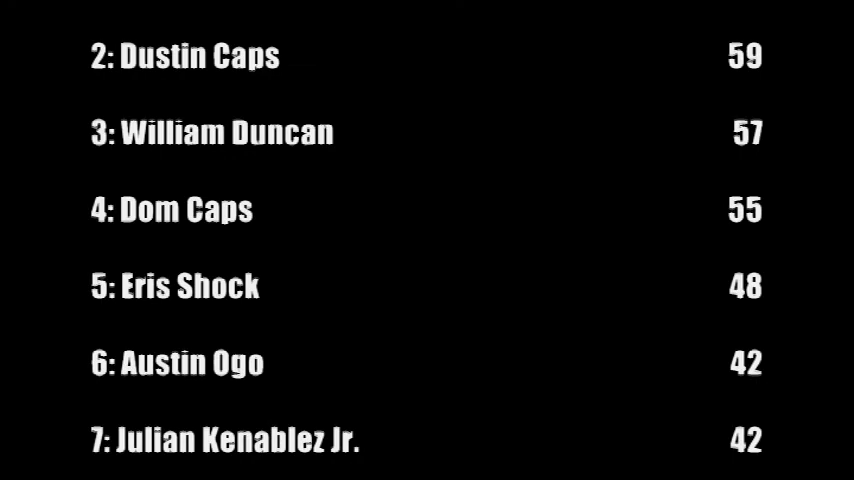 2: Dustin Caps 59
3: William Duncan 57
4: Dom Caps 55
5: Eris Shock 48
6: Austin Ogo 42
7: Julian Kenablez Jr. 42